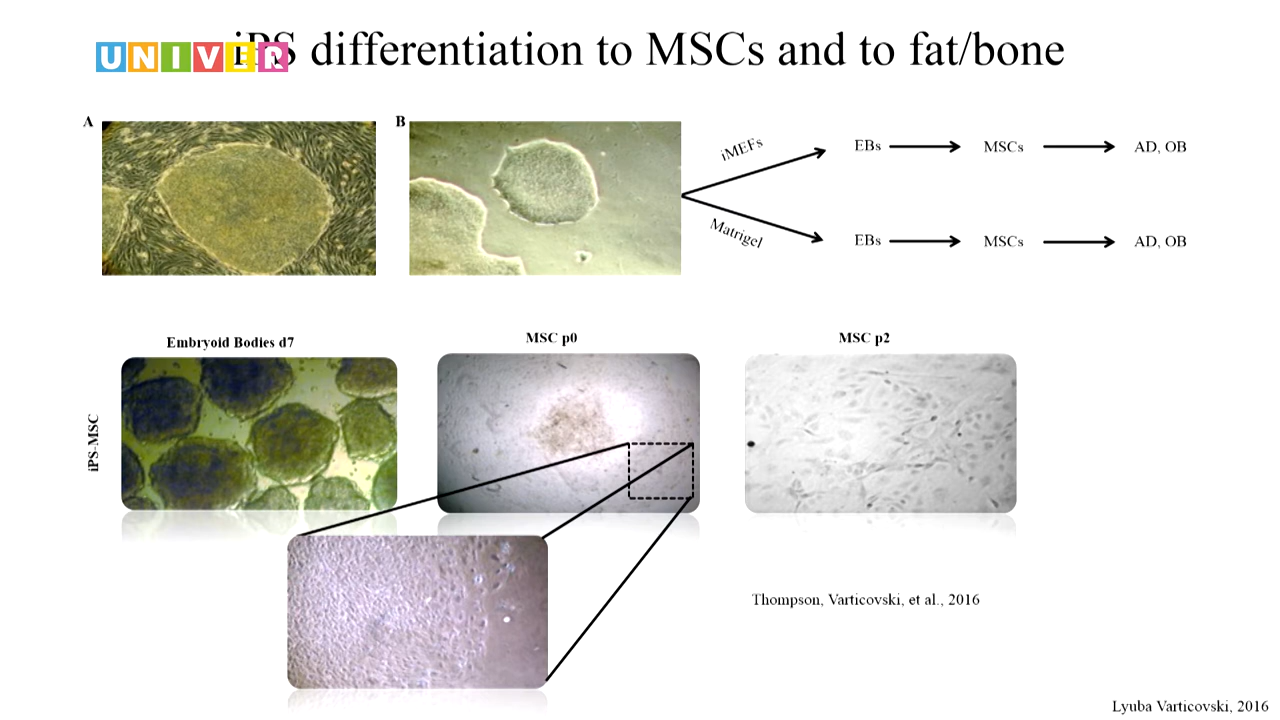 UNIVER
iPS differentiation to MSCs and to fat/bone
A
B
iMEFs
EBs
MSCs
AD, OB
Matrigel
EBs
MSCs
AD, OB
Embryoid Bodies d7
MSC p0
MSC p2
iPS-MSC
Thompson, Varticovski, et al., 2016
Lyuba Varticovski, 2016